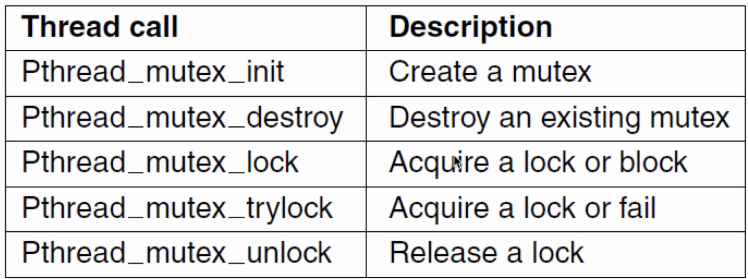 Thread call Description
Pthread_mutex_init Create a mutex
Pthread_mutex_destroy Destroy an existing mutex
Pthread_mutex_lock Acquire a lock or block
Pthread_mutex_trylock Acquire a lock or fail
Pthread_mutex_unlock Release a lock